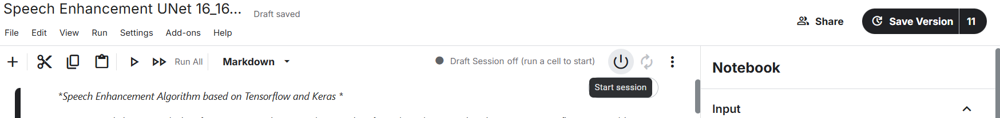 Speech Enhancement UNet 16_16...
Draft saved
Share
Save Version
11
File
Edit
View
Run
Settings
Add-ons
Help
Run All
Markdown
Draft Session off (run a cell to start)
Start session
*Speech Enhancement Algorithm based on Tensorflow and Keras *
Notebook
Input